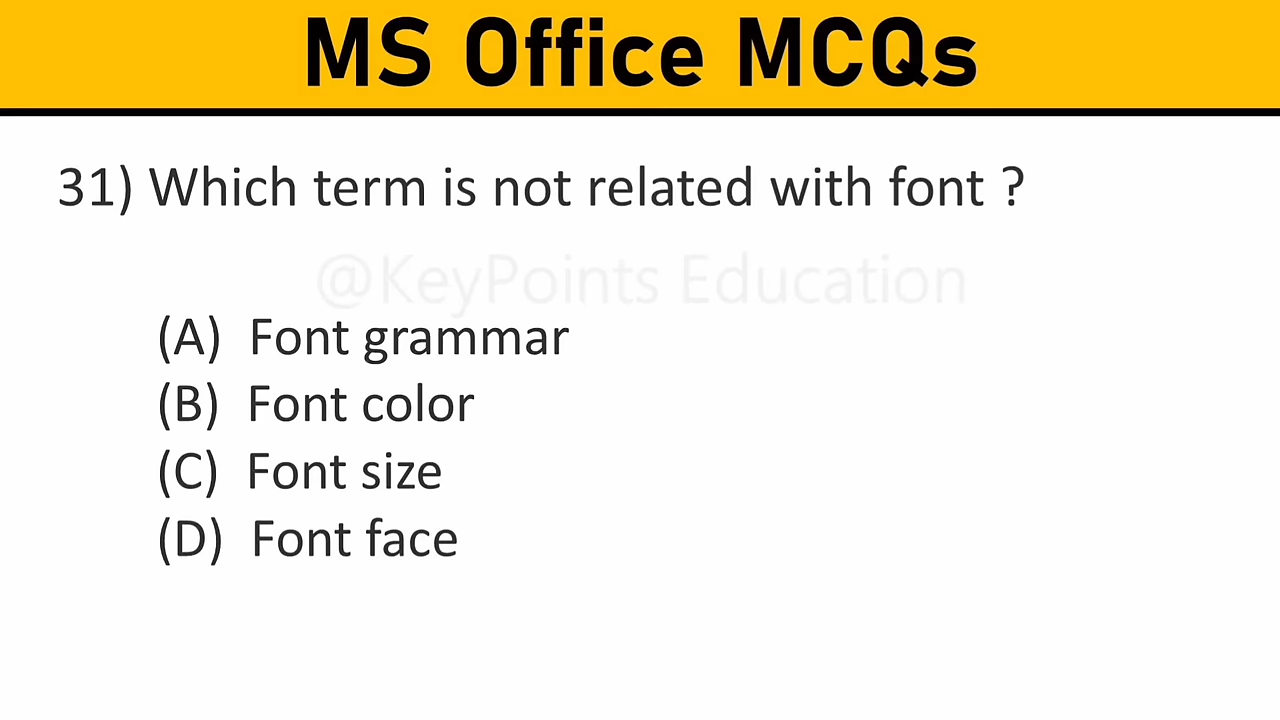 MS Office MCQs
31) Which term is not related with font ?
@KeyPoints Education
(A) Font grammar
(B) Font color
(C) Font size
(D) Font face